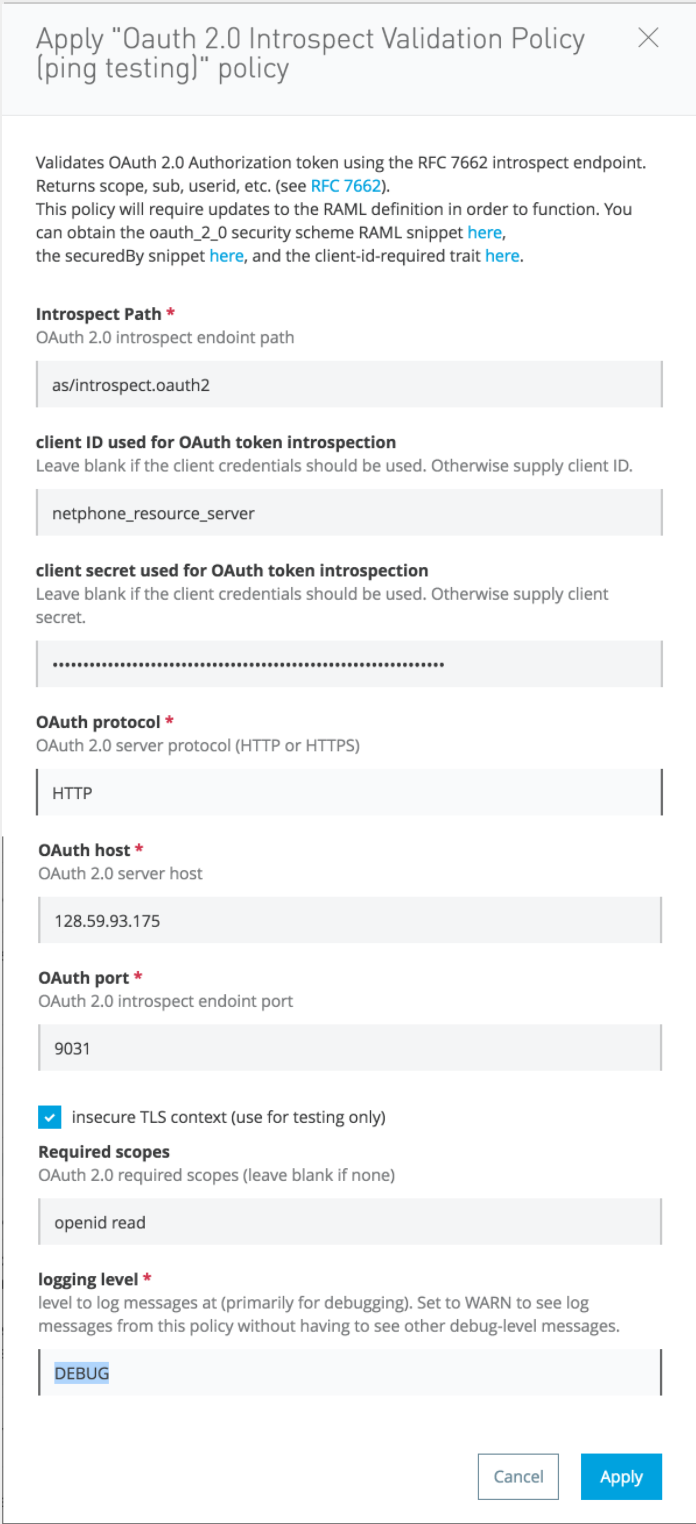 Apply "Oauth 2.0 Introspect Validation Policy
(ping testing)" policy
Validates OAuth 2.0 Authorization token using the RFC 7662 introspect endpoint.
Returns scope, sub, userid, etc. (see RFC 7662).
This policy will require updates to the RAML definition in order to function. You
can obtain the oauth_2_0 security scheme RAML snippet here,
the securedBy snippet here, and the client-id-required trait here.
Introspect Path *
OAuth 2.0 introspect endoint path
as/introspect.oauth2
client ID used for OAuth token introspection
Leave blank if the client credentials should be used. Otherwise supply client ID.
netphone_resource_server
client secret used for OAuth token introspection
Leave blank if the client credentials should be used. Otherwise supply client
secret.
OAuth protocol *
OAuth 2.0 server protocol (HTTP or HTTPS)
HTTP
OAuth host *
OAuth 2.0 server host
128.59.93.175
OAuth port *
OAuth 2.0 introspect endoint port
9031
insecure TLS context (use for testing only)
Required scopes
OAuth 2.0 required scopes (leave blank if none)
openid read
logging level *
level to log messages at (primarily for debugging). Set to WARN to see log
messages from this policy without having to see other debug-level messages.
DEBUG
Cancel
Apply